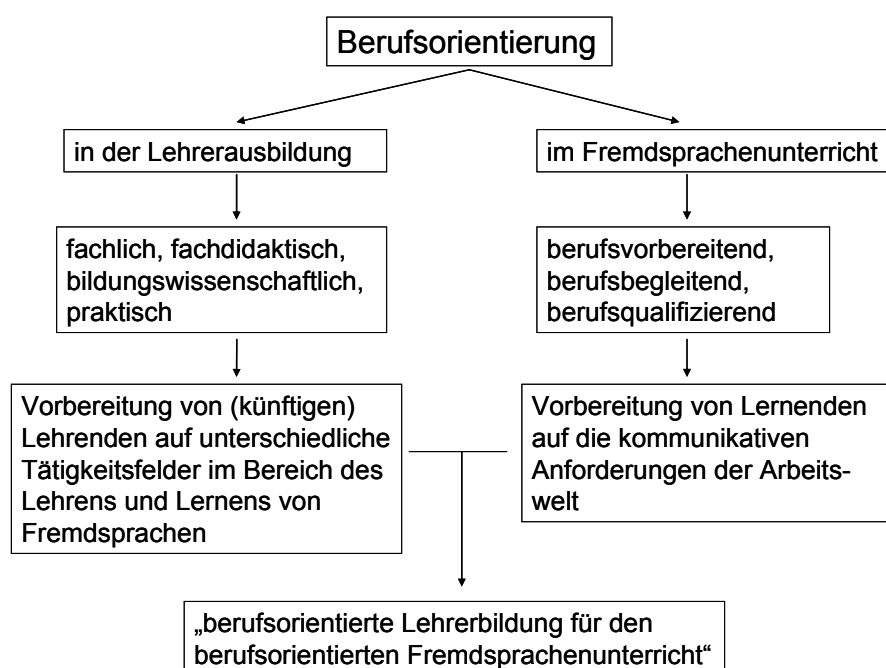 Berufsorientierung
in der Lehrerausbildung
im Fremdsprachenunterricht
fachlich, fachdidaktisch,
bildungswissenschaftlich,
praktisch
berufsvorbereitend,
berufsbegleitend,
berufsqualifizierend
Vorbereitung von (künftigen)
Lehrenden auf unterschiedliche
Tätigkeitsfelder im Bereich des
Lehrens und Lernens von
Fremdsprachen
Vorbereitung von Lernenden
auf die kommunikativen
Anforderungen der Arbeits-
welt
„berufsorientierte Lehrerbildung für den
berufsorientierten Fremdsprachenunterricht“